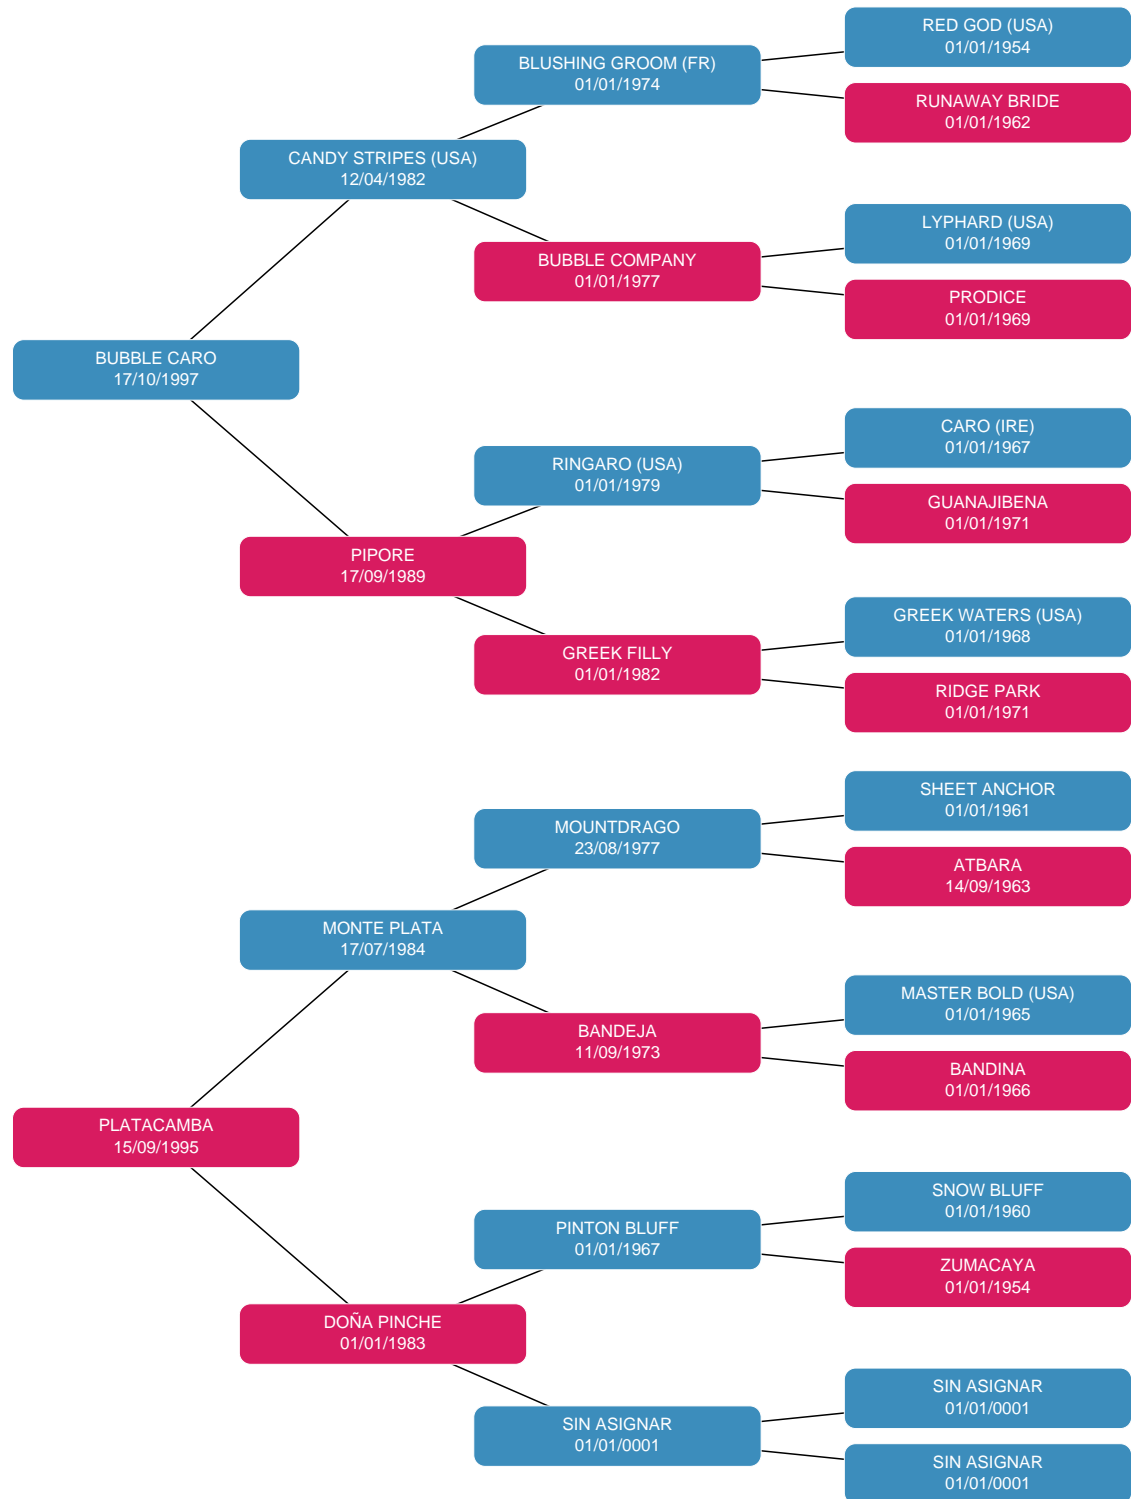 RED GOD (USA)
01/01/1954
BLUSHING GROOM (FR)
01/01/1974
RUNAWAY BRIDE
01/01/1962
CANDY STRIPES (USA)
12/04/1982
LYPHARD (USA)
01/01/1969
BUBBLE COMPANY
01/01/1977
PRODICE
01/01/1969
BUBBLE CARO
17/10/1997
CARO (IRE)
01/01/1967
RINGARO (USA)
01/01/1979
GUANAJIBENA
01/01/1971
PIPORE
17/09/1989
GREEK WATERS (USA)
01/01/1968
GREEK FILLY
01/01/1982
RIDGE PARK
01/01/1971
SHEET ANCHOR
01/01/1961
MOUNTDRAGO
23/08/1977
ATBARA
14/09/1963
MONTE PLATA
17/07/1984
MASTER BOLD (USA)
01/01/1965
BANDEJA
11/09/1973
BANDINA
01/01/1966
PLATACAMBA
15/09/1995
SNOW BLUFF
01/01/1960
PINTON BLUFF
01/01/1967
ZUMACAYA
01/01/1954
DOÑA PINCHE
01/01/1983
SIN ASIGNAR
01/01/0001
SIN ASIGNAR
01/01/0001
SIN ASIGNAR
01/01/0001